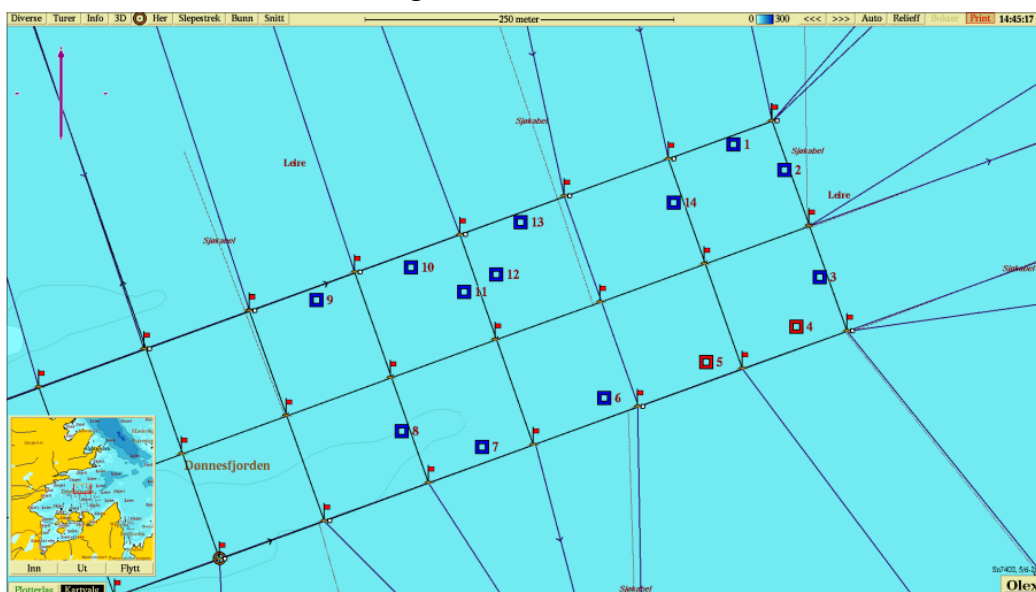 Diverse Turer Info 3D Her Slepestrek Bunn Snitt 250 meter 0 300 <<< >>> Auto Relieff Bokser Print 14:45:17
Sjøkabel
1
Sjøkabel
Leire
2
Leire
14
13
Sjøkabel
10
12
Sjøkabel
3
11
9
4
5
6
8
7
Dønnesfjorden
Inn Ut Flytt
Sjøkabel
Plotterlag Kartvalg
Olex